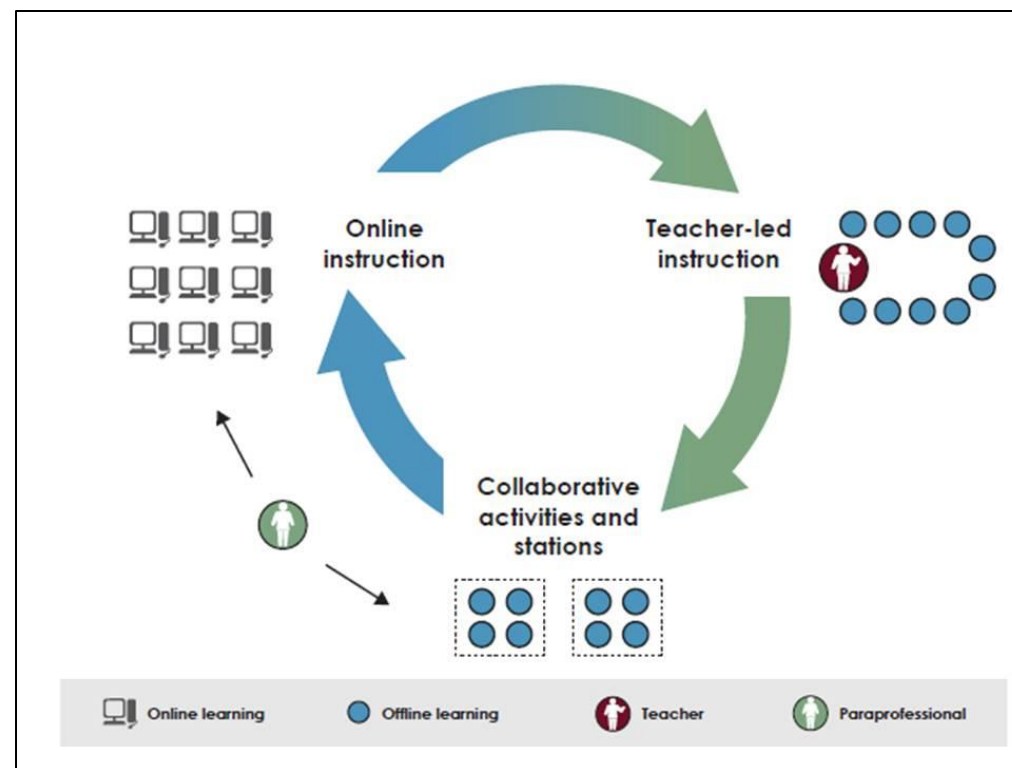 Online
instruction
Teacher-led
instruction
Collaborative
activities and
stations
Online learning
Offline learning
Teacher
Paraprofessional